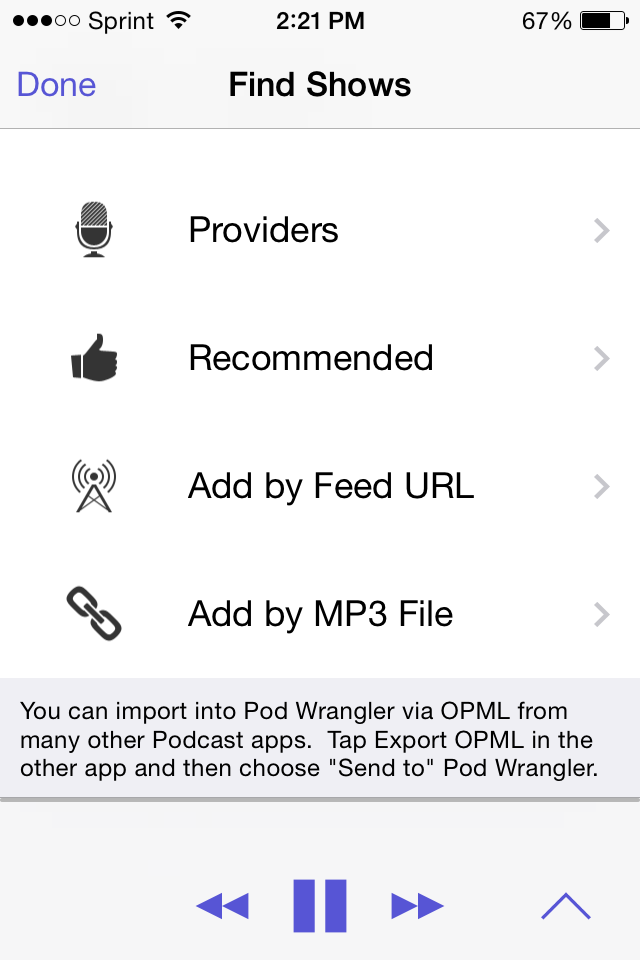 Sprint 2:21 PM 67%
Done Find Shows
Providers
Recommended
Add by Feed URL
Add by MP3 File
You can import into Pod Wrangler via OPML from
many other Podcast apps.  Tap Export OPML in the
other app and then choose "Send to" Pod Wrangler.